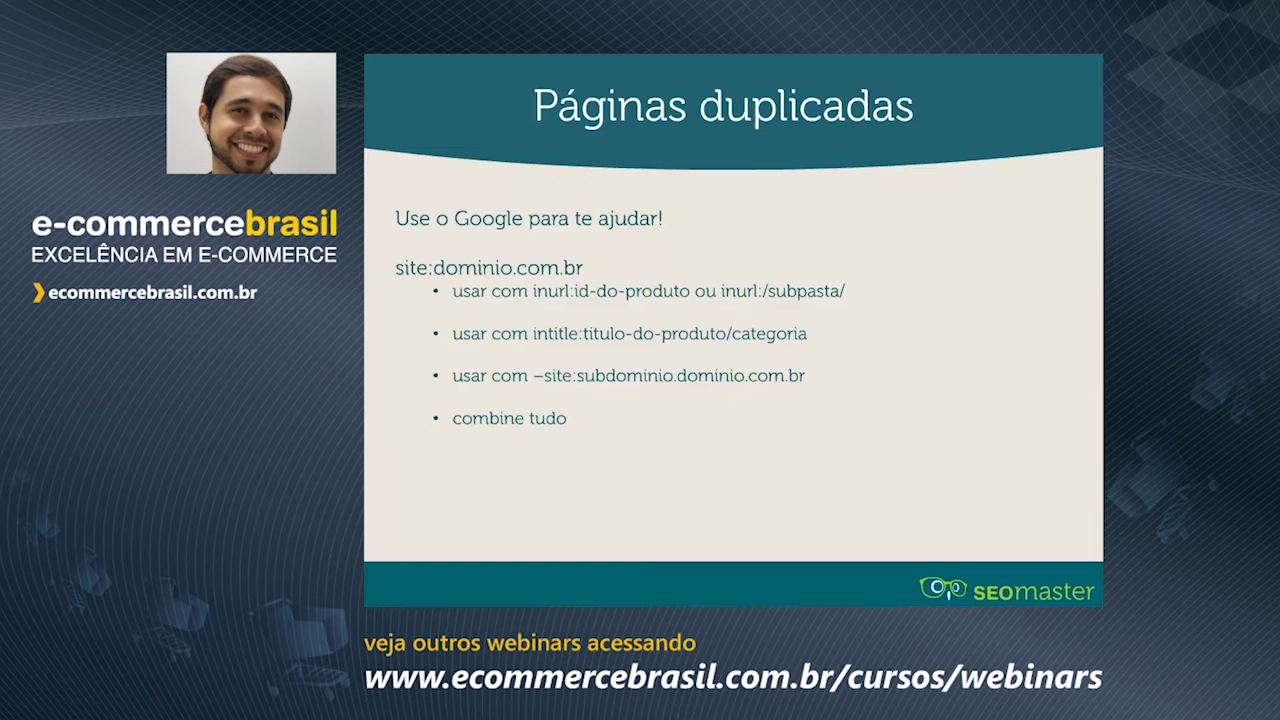 Páginas duplicadas
e-commercebrasil
EXCELÊNCIA EM E-COMMERCE
ecommercebrasil.com.br
Use o Google para te ajudar!
site:dominio.com.br
• usar com inurl:id-do-produto ou inurl:/subpasta/
• usar com intitle:titulo-do-produto/categoria
• usar com –site:subdominio.dominio.com.br
• combine tudo
SEOmaster
veja outros webinars acessando
www.ecommercebrasil.com.br/cursos/webinars